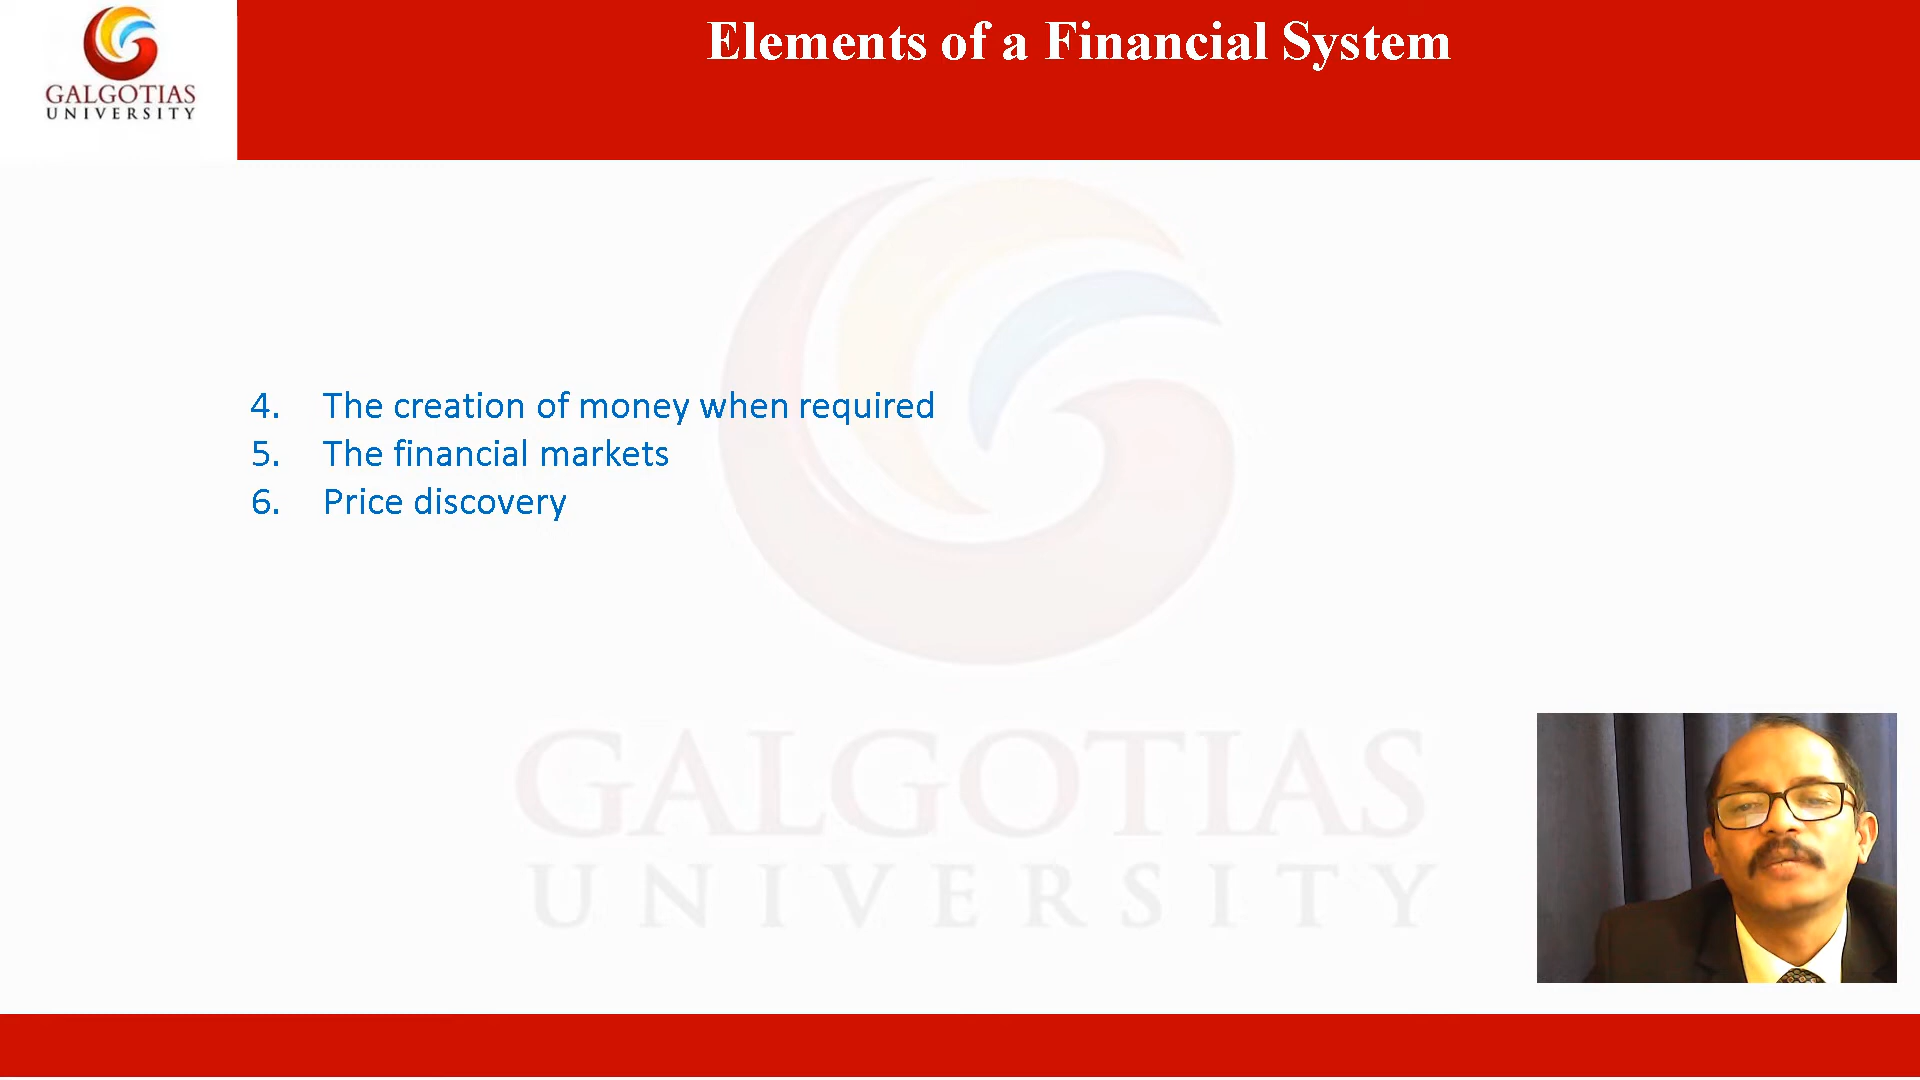 GALGOTIAS
UNIVERSITY
Elements of a Financial System
4. The creation of money when required
5. The financial markets
6. Price discovery
GALGOTIAS
UNIVERSITY